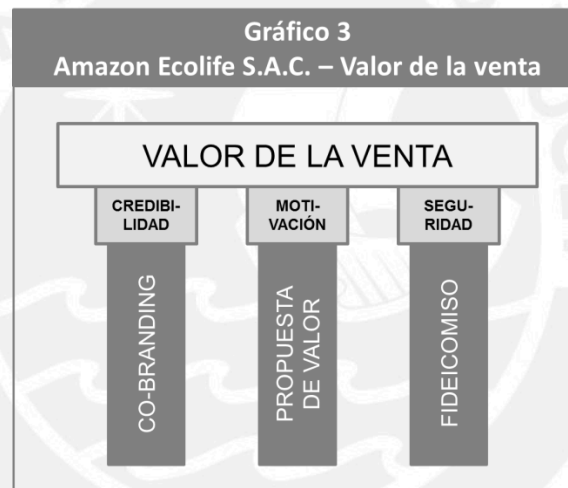 Gráfico 3
Amazon Ecolife S.A.C. – Valor de la venta
VALOR DE LA VENTA
CREDIBI-
LIDAD
MOTI-
VACIÓN
SEGU-
RIDAD
CO-BRANDING
PROPUESTA
DE VALOR
FIDEICOMISO